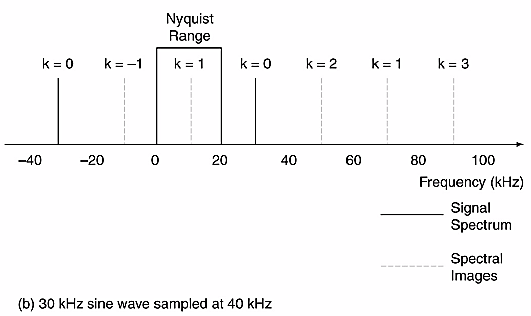 Nyquist
Range
k = 0 k = –1 k = 1 k = 0 k = 2 k = 1 k = 3
–40 –20 0 20 40 60 80 100
Frequency (kHz)
Signal
Spectrum
Spectral
Images
(b) 30 kHz sine wave sampled at 40 kHz